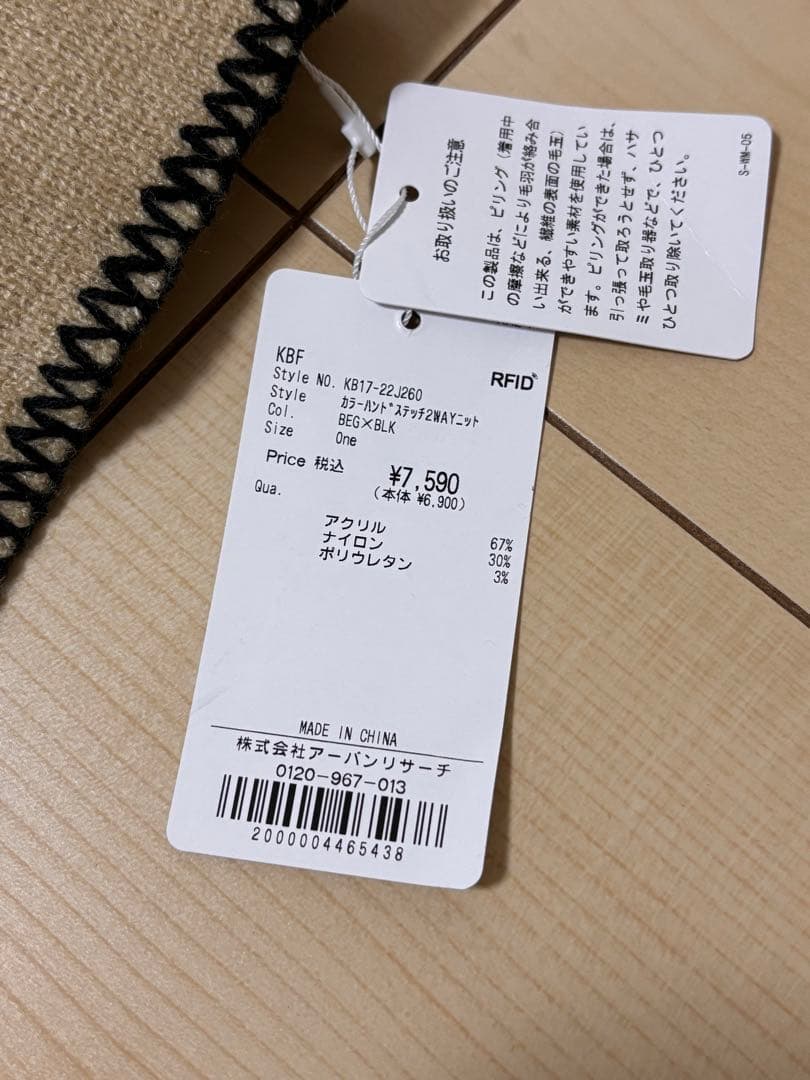 お取り扱いのご注意
この製品は、ピリング(着用中
の摩擦などにより毛羽が絡み合
い出来る、繊維の表面の毛玉)
ができやすい素材を使用してい
ます。ピリングができた場合は、
引っ張って取ろうとせず、ハサ
ミや毛玉取り器などで、ひとつ
ひとつ取り除いてください。
S-WM-05
KBF
RFID
Style NO. KB17-22J260
Style ｶﾗｰﾊﾝﾄﾞｽﾃｯﾁ2WAYﾆｯﾄ
Col. BEG×BLK
Size One
Price 税込 ¥7,590
(本体 ¥6,900)
Qua.
アクリル 67%
ナイロン 30%
ポリウレタン 3%
MADE IN CHINA
株式会社アーバンリサーチ
0120-967-013
2000004465438